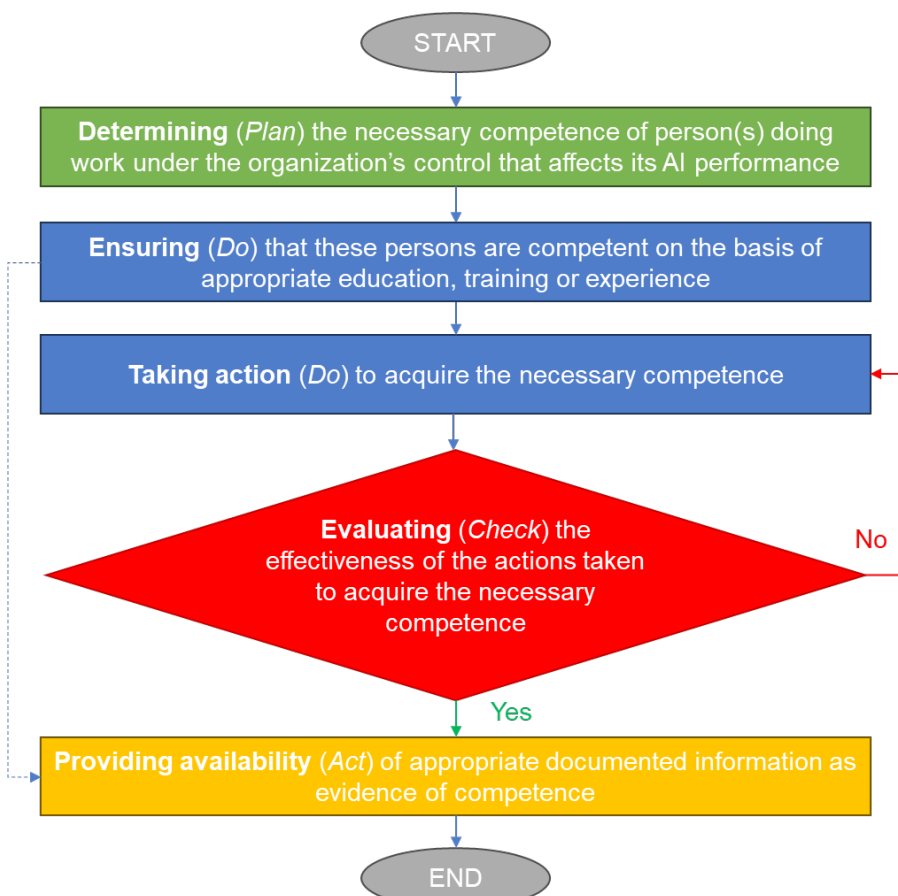 START
Determining (Plan) the necessary competence of person(s) doing
work under the organization's control that affects its AI performance
Ensuring (Do) that these persons are competent on the basis of
appropriate education, training or experience
Taking action (Do) to acquire the necessary competence
Evaluating (Check) the
effectiveness of the actions taken
to acquire the necessary
competence
No
Yes
Providing availability (Act) of appropriate documented information as
evidence of competence
END